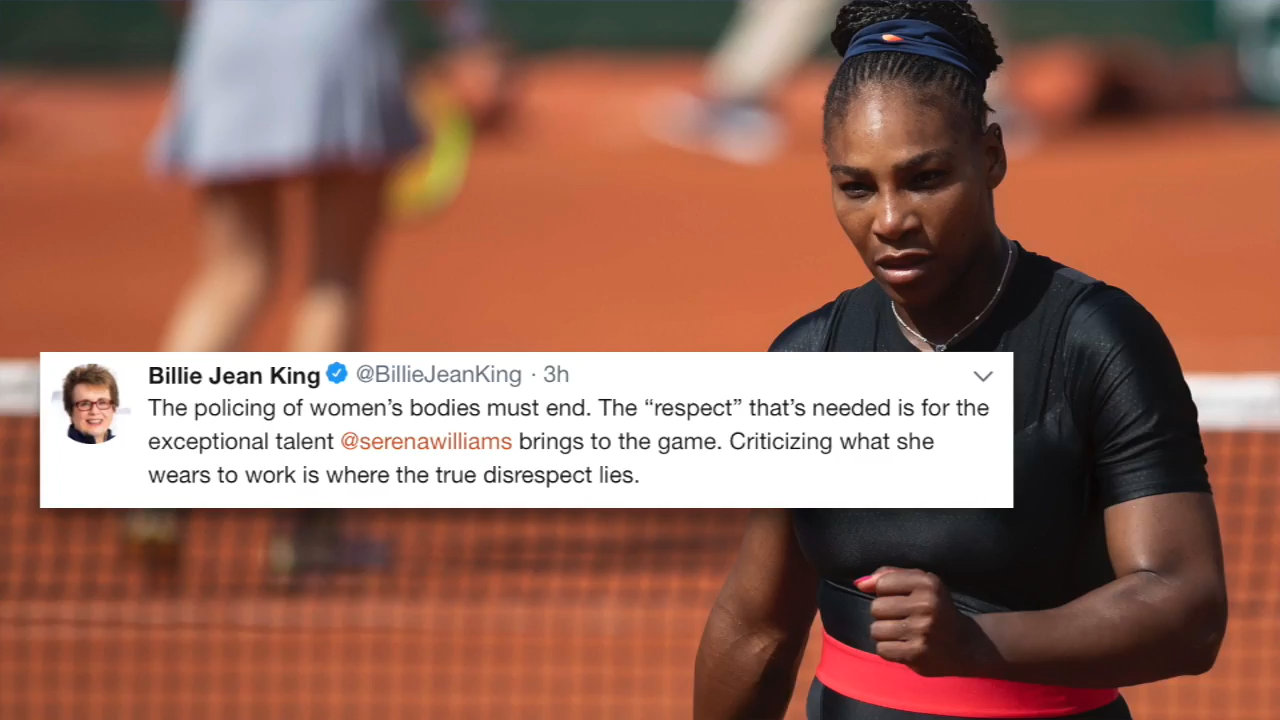 Billie Jean King @BillieJeanKing · 3h
The policing of women’s bodies must end. The “respect” that’s needed is for the
exceptional talent @serenawilliams brings to the game. Criticizing what she
wears to work is where the true disrespect lies.